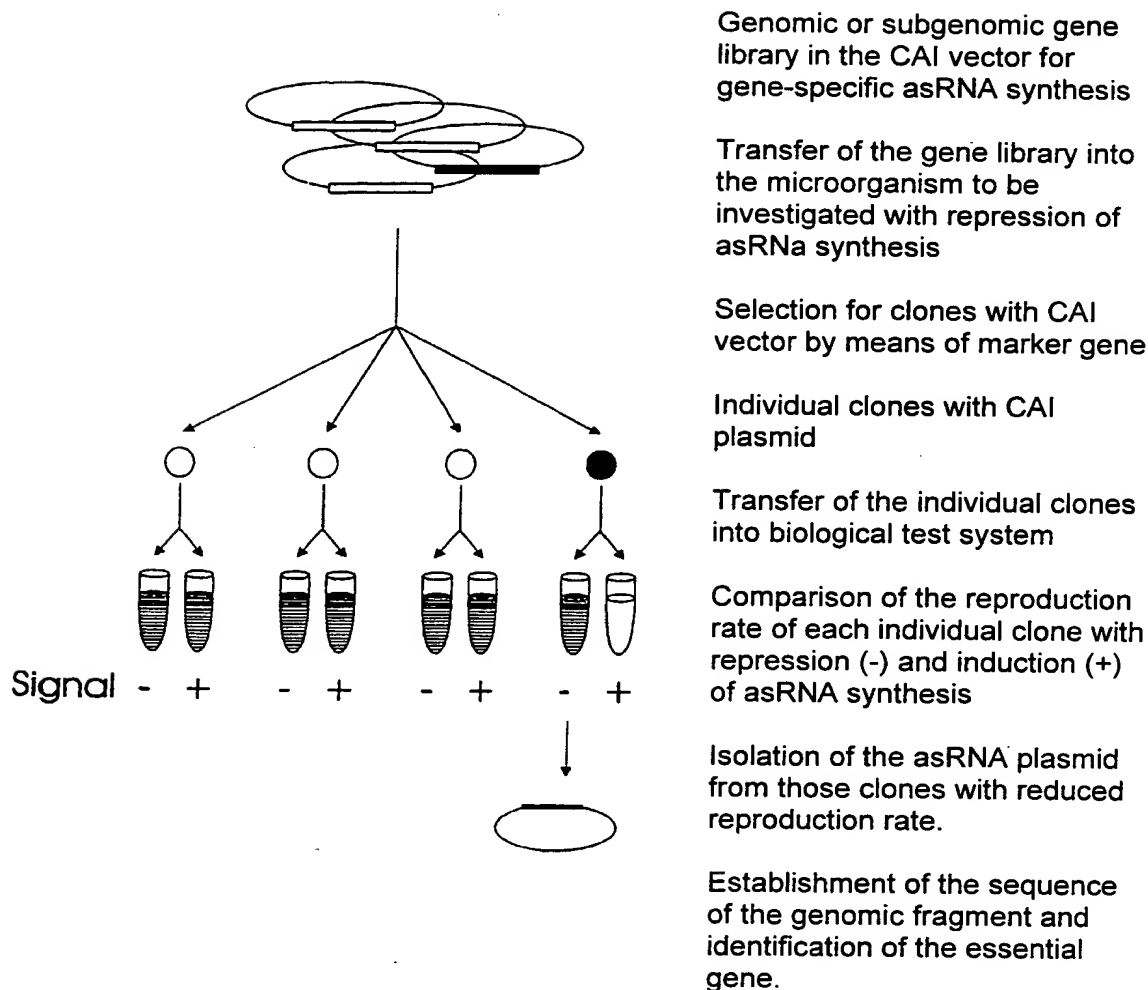 Genomic or subgenomic gene
library in the CAI vector for
gene-specific asRNA synthesis
Transfer of the gene library into
the microorganism to be
investigated with repression of
asRNa synthesis
Selection for clones with CAI
vector by means of marker gene
Individual clones with CAI
plasmid
Transfer of the individual clones
into biological test system
Comparison of the reproduction
rate of each individual clone with
repression (-) and induction (+)
of asRNA synthesis
Signal - + - + - + - +
Isolation of the asRNA plasmid
from those clones with reduced
reproduction rate.
Establishment of the sequence
of the genomic fragment and
identification of the essential
gene.